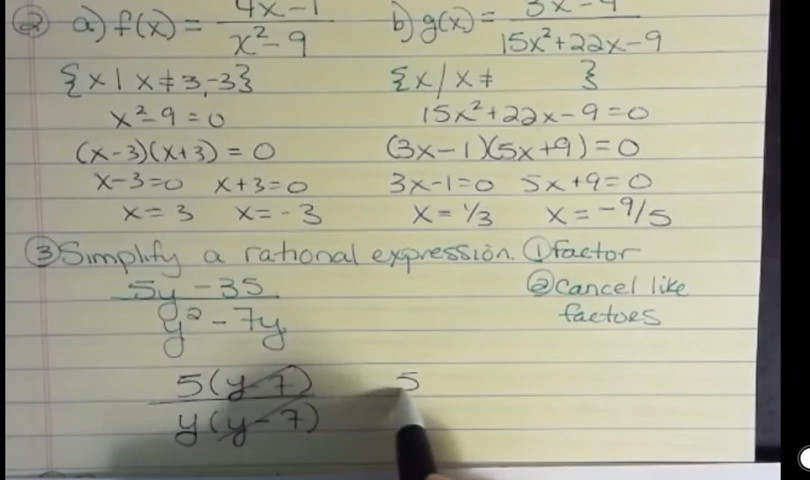 ② a) f(x) = 4x-1 / x²-9 b) g(x) = 3x-9 / 15x²+22x-9
{x | x ≠ 3, -3} {x / x ≠ }
x²-9 = 0 15x²+22x-9=0
(x-3)(x+3) = 0 (3x-1)(5x+9)=0
x-3=0 x+3=0 3x-1=0 5x+9=0
x = 3 x = -3 x = 1/3 x = -9/5
③ Simplify a rational expression. ① factor
5y - 35 ② Cancel like
y² - 7y factors
5(y-7) 5
y(y-7)